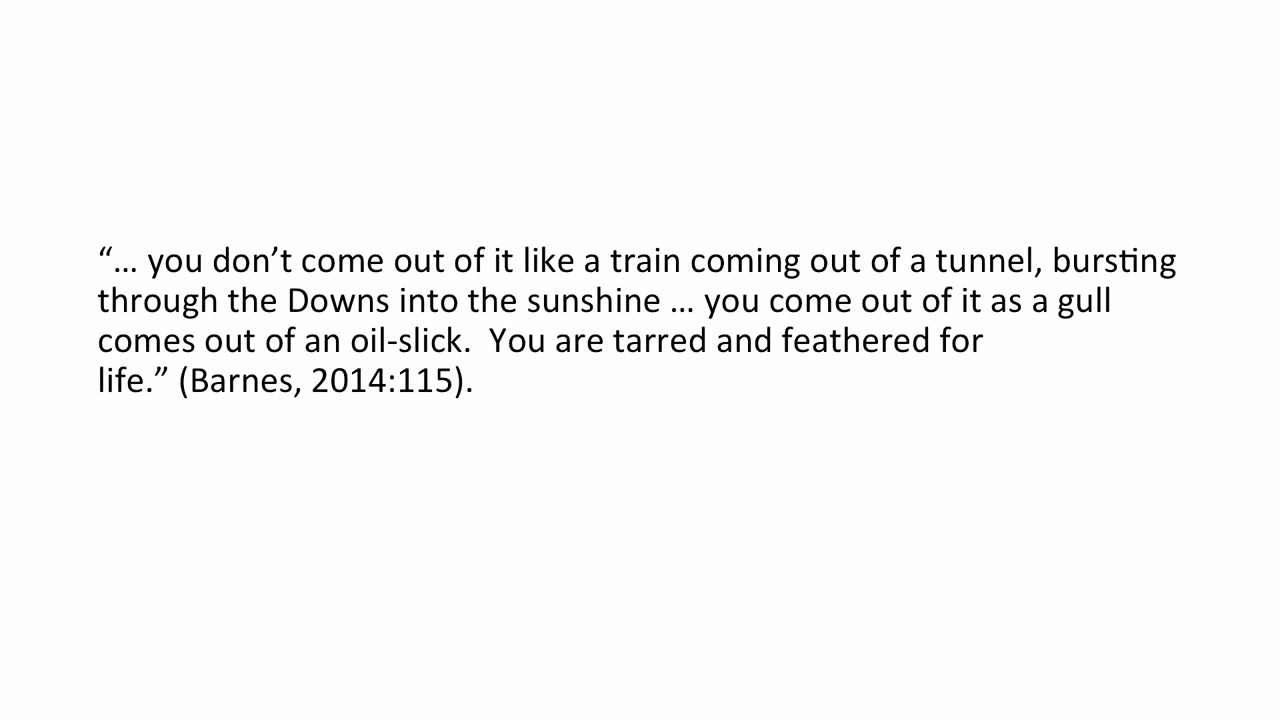 “… you don’t come out of it like a train coming out of a tunnel, bursting
through the Downs into the sunshine … you come out of it as a gull
comes out of an oil-slick.  You are tarred and feathered for
life.” (Barnes, 2014:115).